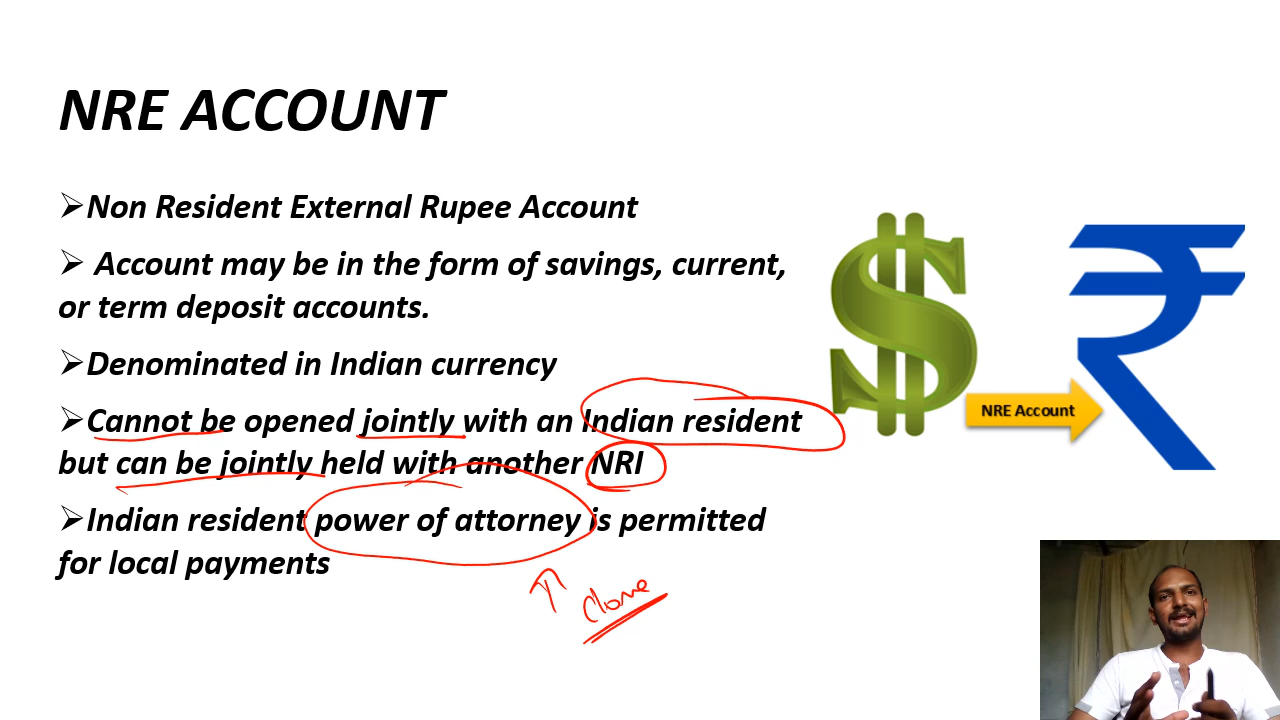 NRE ACCOUNT
Non Resident External Rupee Account
Account may be in the form of savings, current,
or term deposit accounts.
Denominated in Indian currency
Cannot be opened jointly with an Indian resident
but can be jointly held with another NRI
Indian resident power of attorney is permitted
for local payments
NRE Account